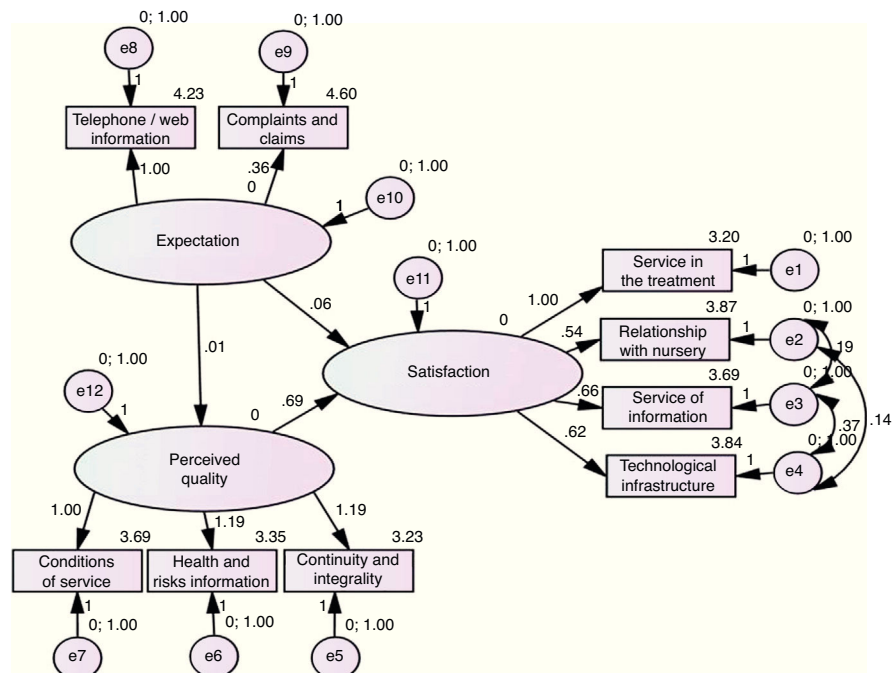 0; 1.00
e8
1
4.23
Telephone / web
information
1.00
0; 1.00
e9
1
4.60
Complaints and
claims
.36
0
0; 1.00
e10
1
Expectation
0; 1.00
e11
1
.06
.01
0
Satisfaction
0; 1.00
e12
1
0
.69
Perceived
quality
1.00
1.19
1.19
3.69
Conditions
of service
3.35
Health and
risks information
3.23
Continuity and
integrality
1
0; 1.00
e7
1
0; 1.00
e6
1
0; 1.00
e5
1.00
3.20
Service in
the treatment
1
0; 1.00
e1
.54
3.87
Relationship
with nursery
1
0; 1.00
e2
.19
.66
3.69
Service of
information
1
0; 1.00
e3
.37
.14
.62
3.84
Technological
infrastructure
1
0; 1.00
e4